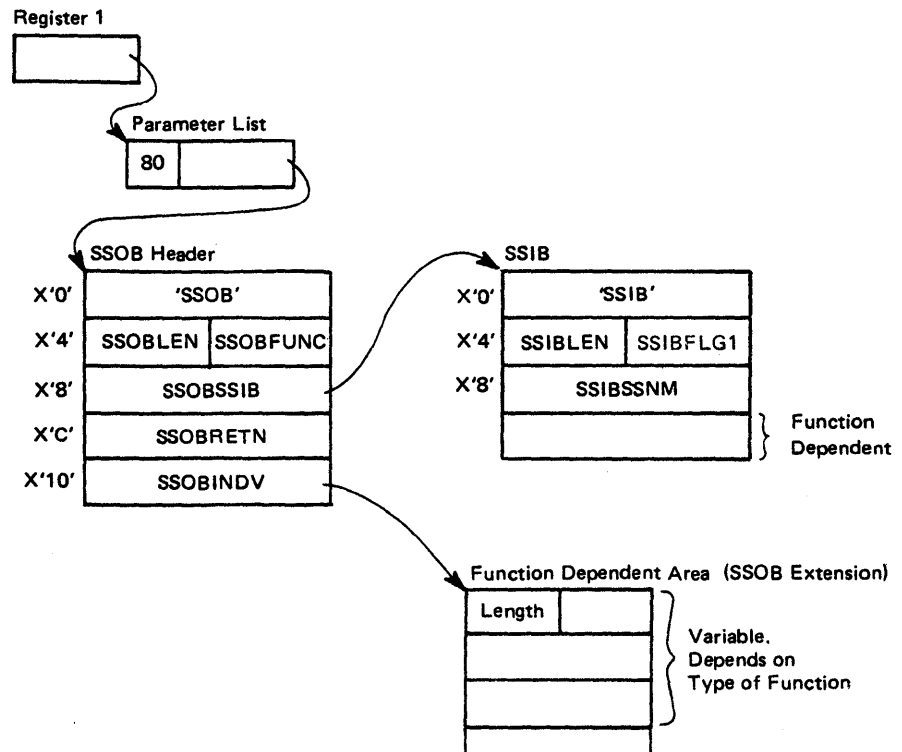 Register 1
Parameter List
80
SSOB Header
X'0' 'SSOB'
X'4' SSOBLEN SSOBFUNC
X'8' SSOBSSIB
X'C' SSOBRETN
X'10' SSOBINDV
SSIB
X'0' 'SSIB'
X'4' SSIBLEN SSIBFLG1
X'8' SSIBSSNM
Function
Dependent
Function Dependent Area (SSOB Extension)
Length
Variable.
Depends on
Type of Function